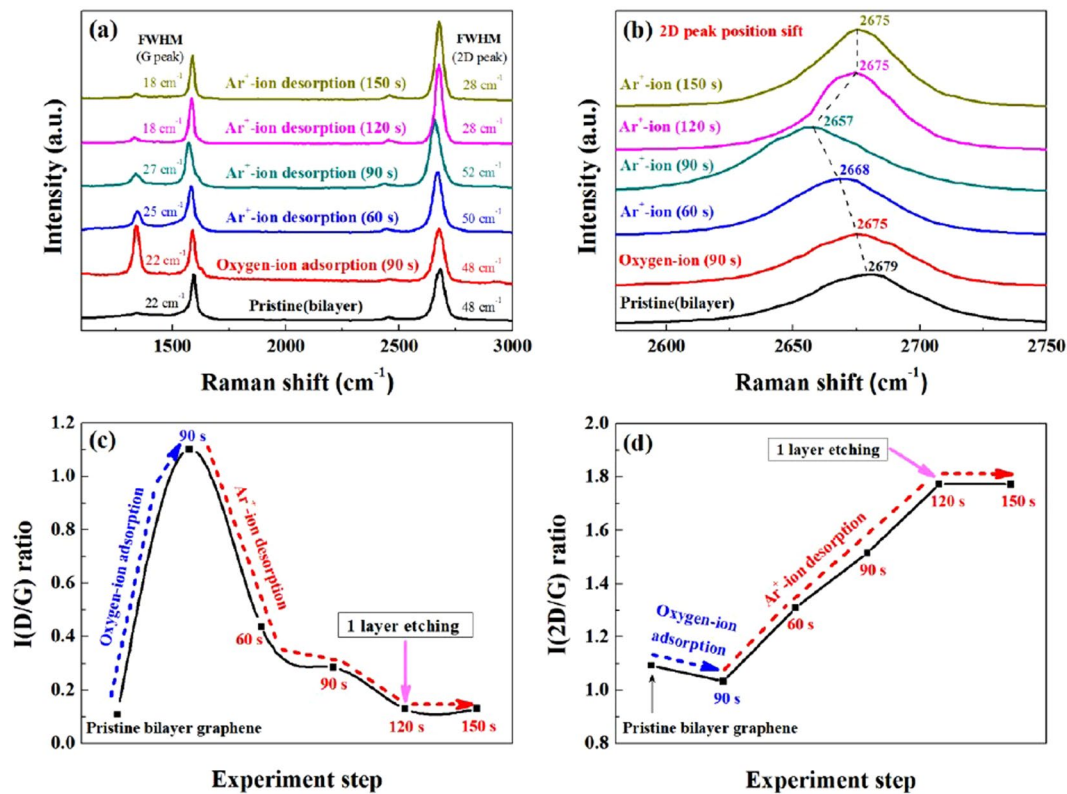 (a)
FWHM
(G peak)
FWHM
(2D peak)
18 cm⁻¹
Ar⁺-ion desorption (150 s)
28 cm⁻¹
18 cm⁻¹
Ar⁺-ion desorption (120 s)
28 cm⁻¹
27 cm⁻¹
Ar⁺-ion desorption (90 s)
52 cm⁻¹
25 cm⁻¹
Ar⁺-ion desorption (60 s)
50 cm⁻¹
22 cm⁻¹
Oxygen-ion adsorption (90 s)
48 cm⁻¹
22 cm⁻¹
Pristine(bilayer)
48 cm⁻¹
Intensity (a.u.)
1500 2000 2500 3000
Raman shift (cm⁻¹)
(b)
2D peak position sift
2675
Ar⁺-ion (150 s)
2675
Ar⁺-ion (120 s)
2657
Ar⁺-ion (90 s)
2668
Ar⁺-ion (60 s)
2675
Oxygen-ion (90 s)
2679
Pristine(bilayer)
Intensity (a.u.)
2600 2650 2700 2750
Raman shift (cm⁻¹)
(c)
1.2
1.0
0.8
0.6
0.4
0.2
0.0
I(D/G) ratio
90 s
Oxygen-ion adsorption
Ar⁺-ion desorption
60 s
1 layer etching
90 s
120 s
150 s
Pristine bilayer graphene
Experiment step
(d)
2.0
1.8
1.6
1.4
1.2
1.0
0.8
I(2D/G) ratio
1 layer etching
120 s
150 s
Ar⁺-ion desorption
90 s
60 s
Oxygen-ion
adsorption
90 s
Pristine bilayer graphene
Experiment step